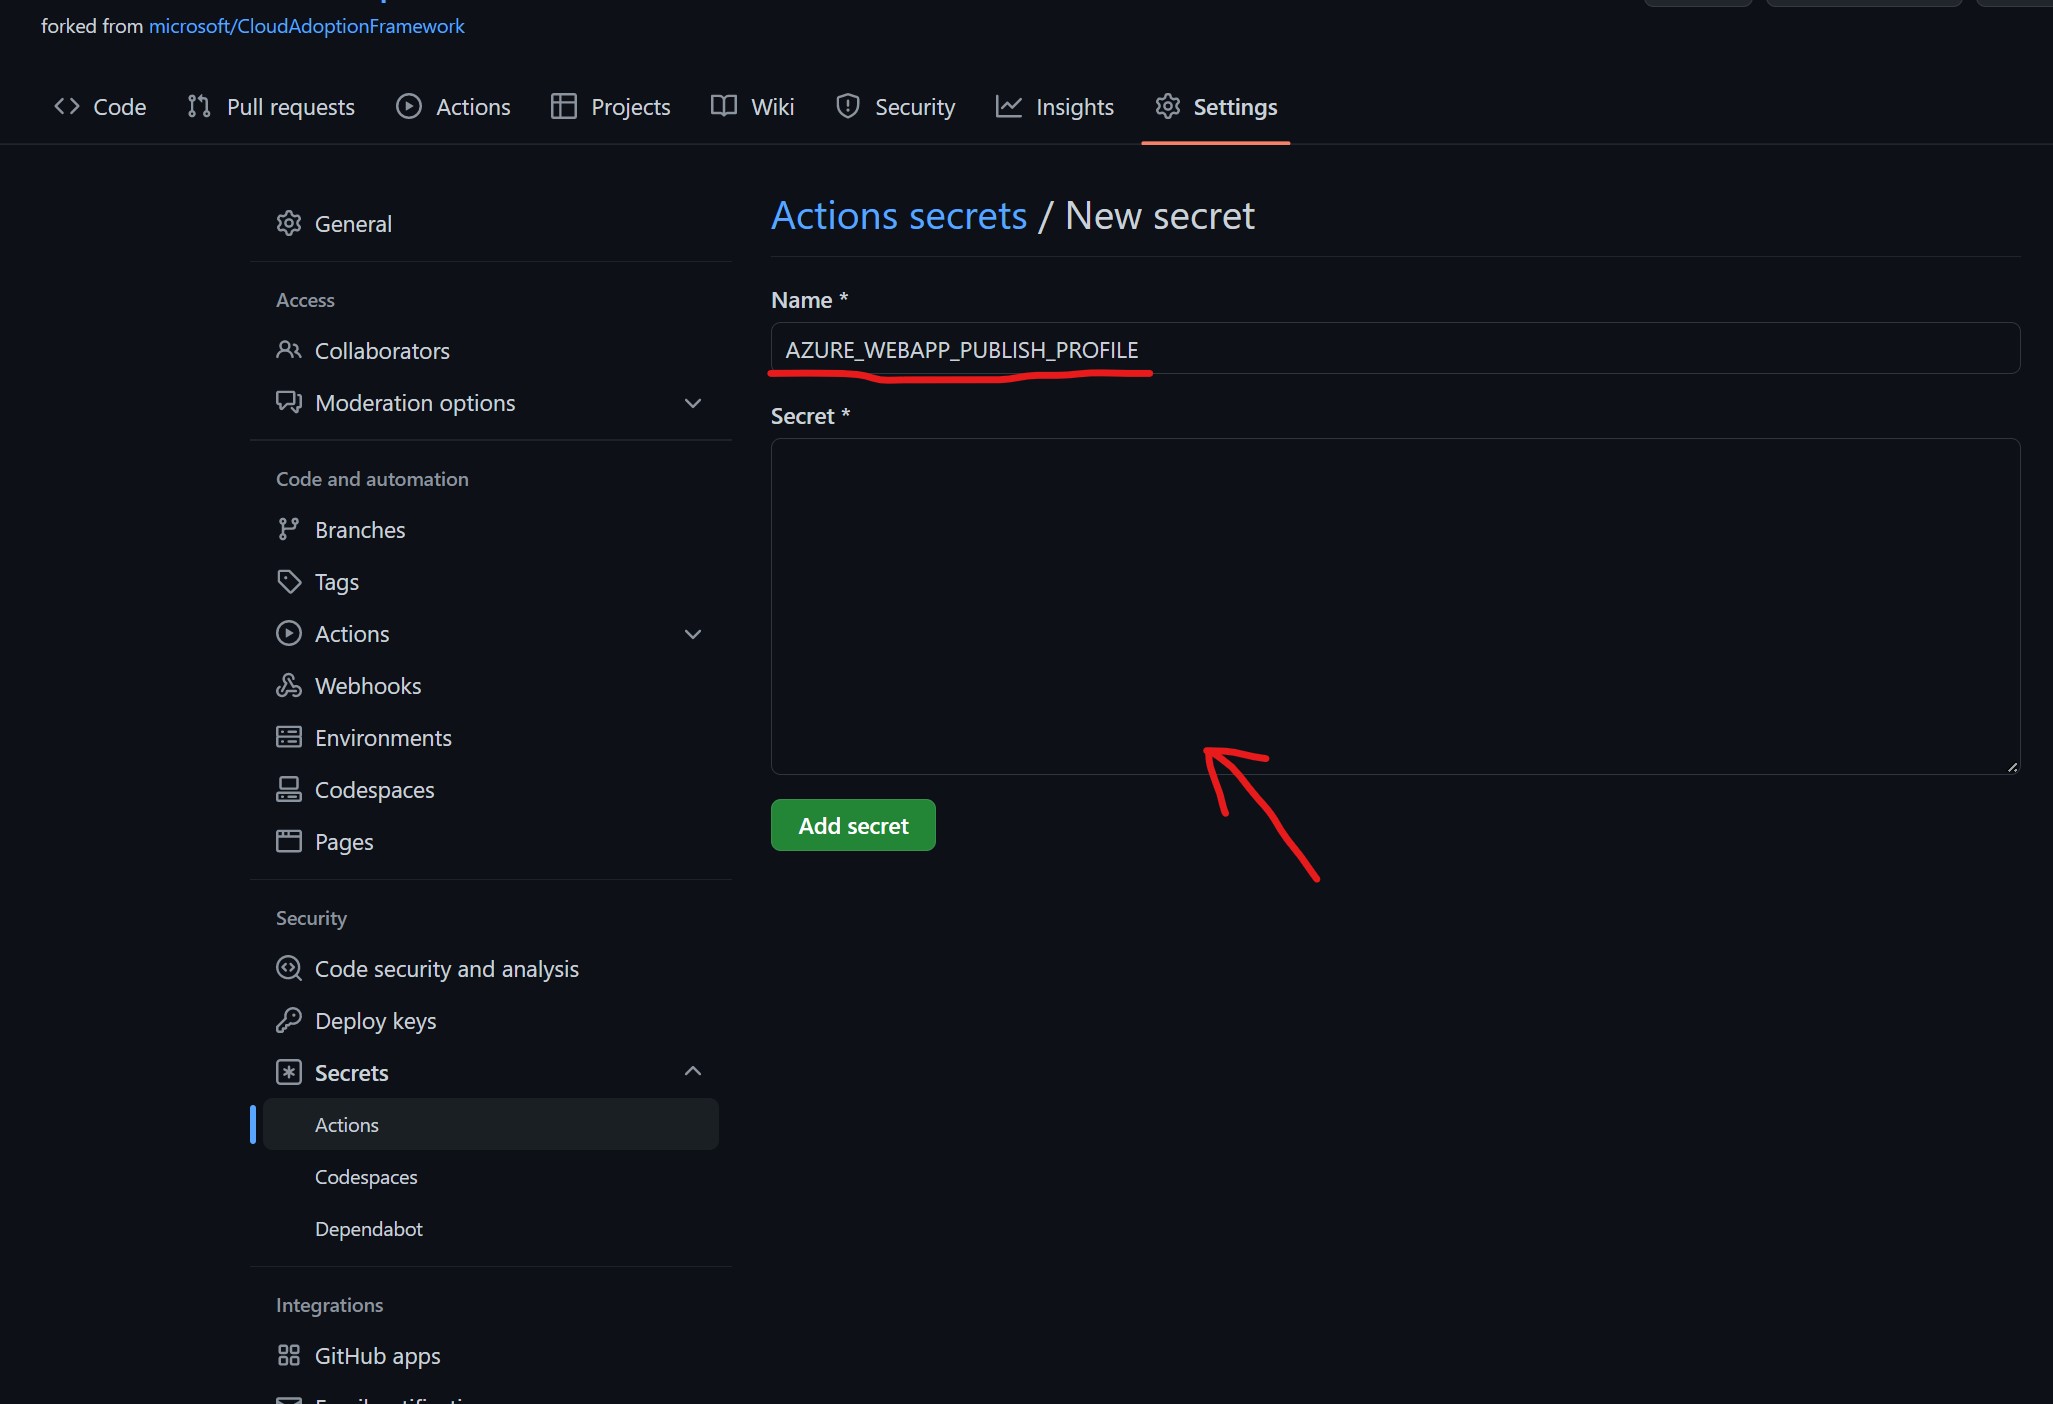 forked from microsoft/CloudAdoptionFramework
Code
Pull requests
Actions
Projects
Wiki
Security
Insights
Settings
General
Access
Collaborators
Moderation options
Code and automation
Branches
Tags
Actions
Webhooks
Environments
Codespaces
Pages
Security
Code security and analysis
Deploy keys
Secrets
Actions
Codespaces
Dependabot
Integrations
GitHub apps
Actions secrets / New secret
Name *
AZURE_WEBAPP_PUBLISH_PROFILE
Secret *
Add secret